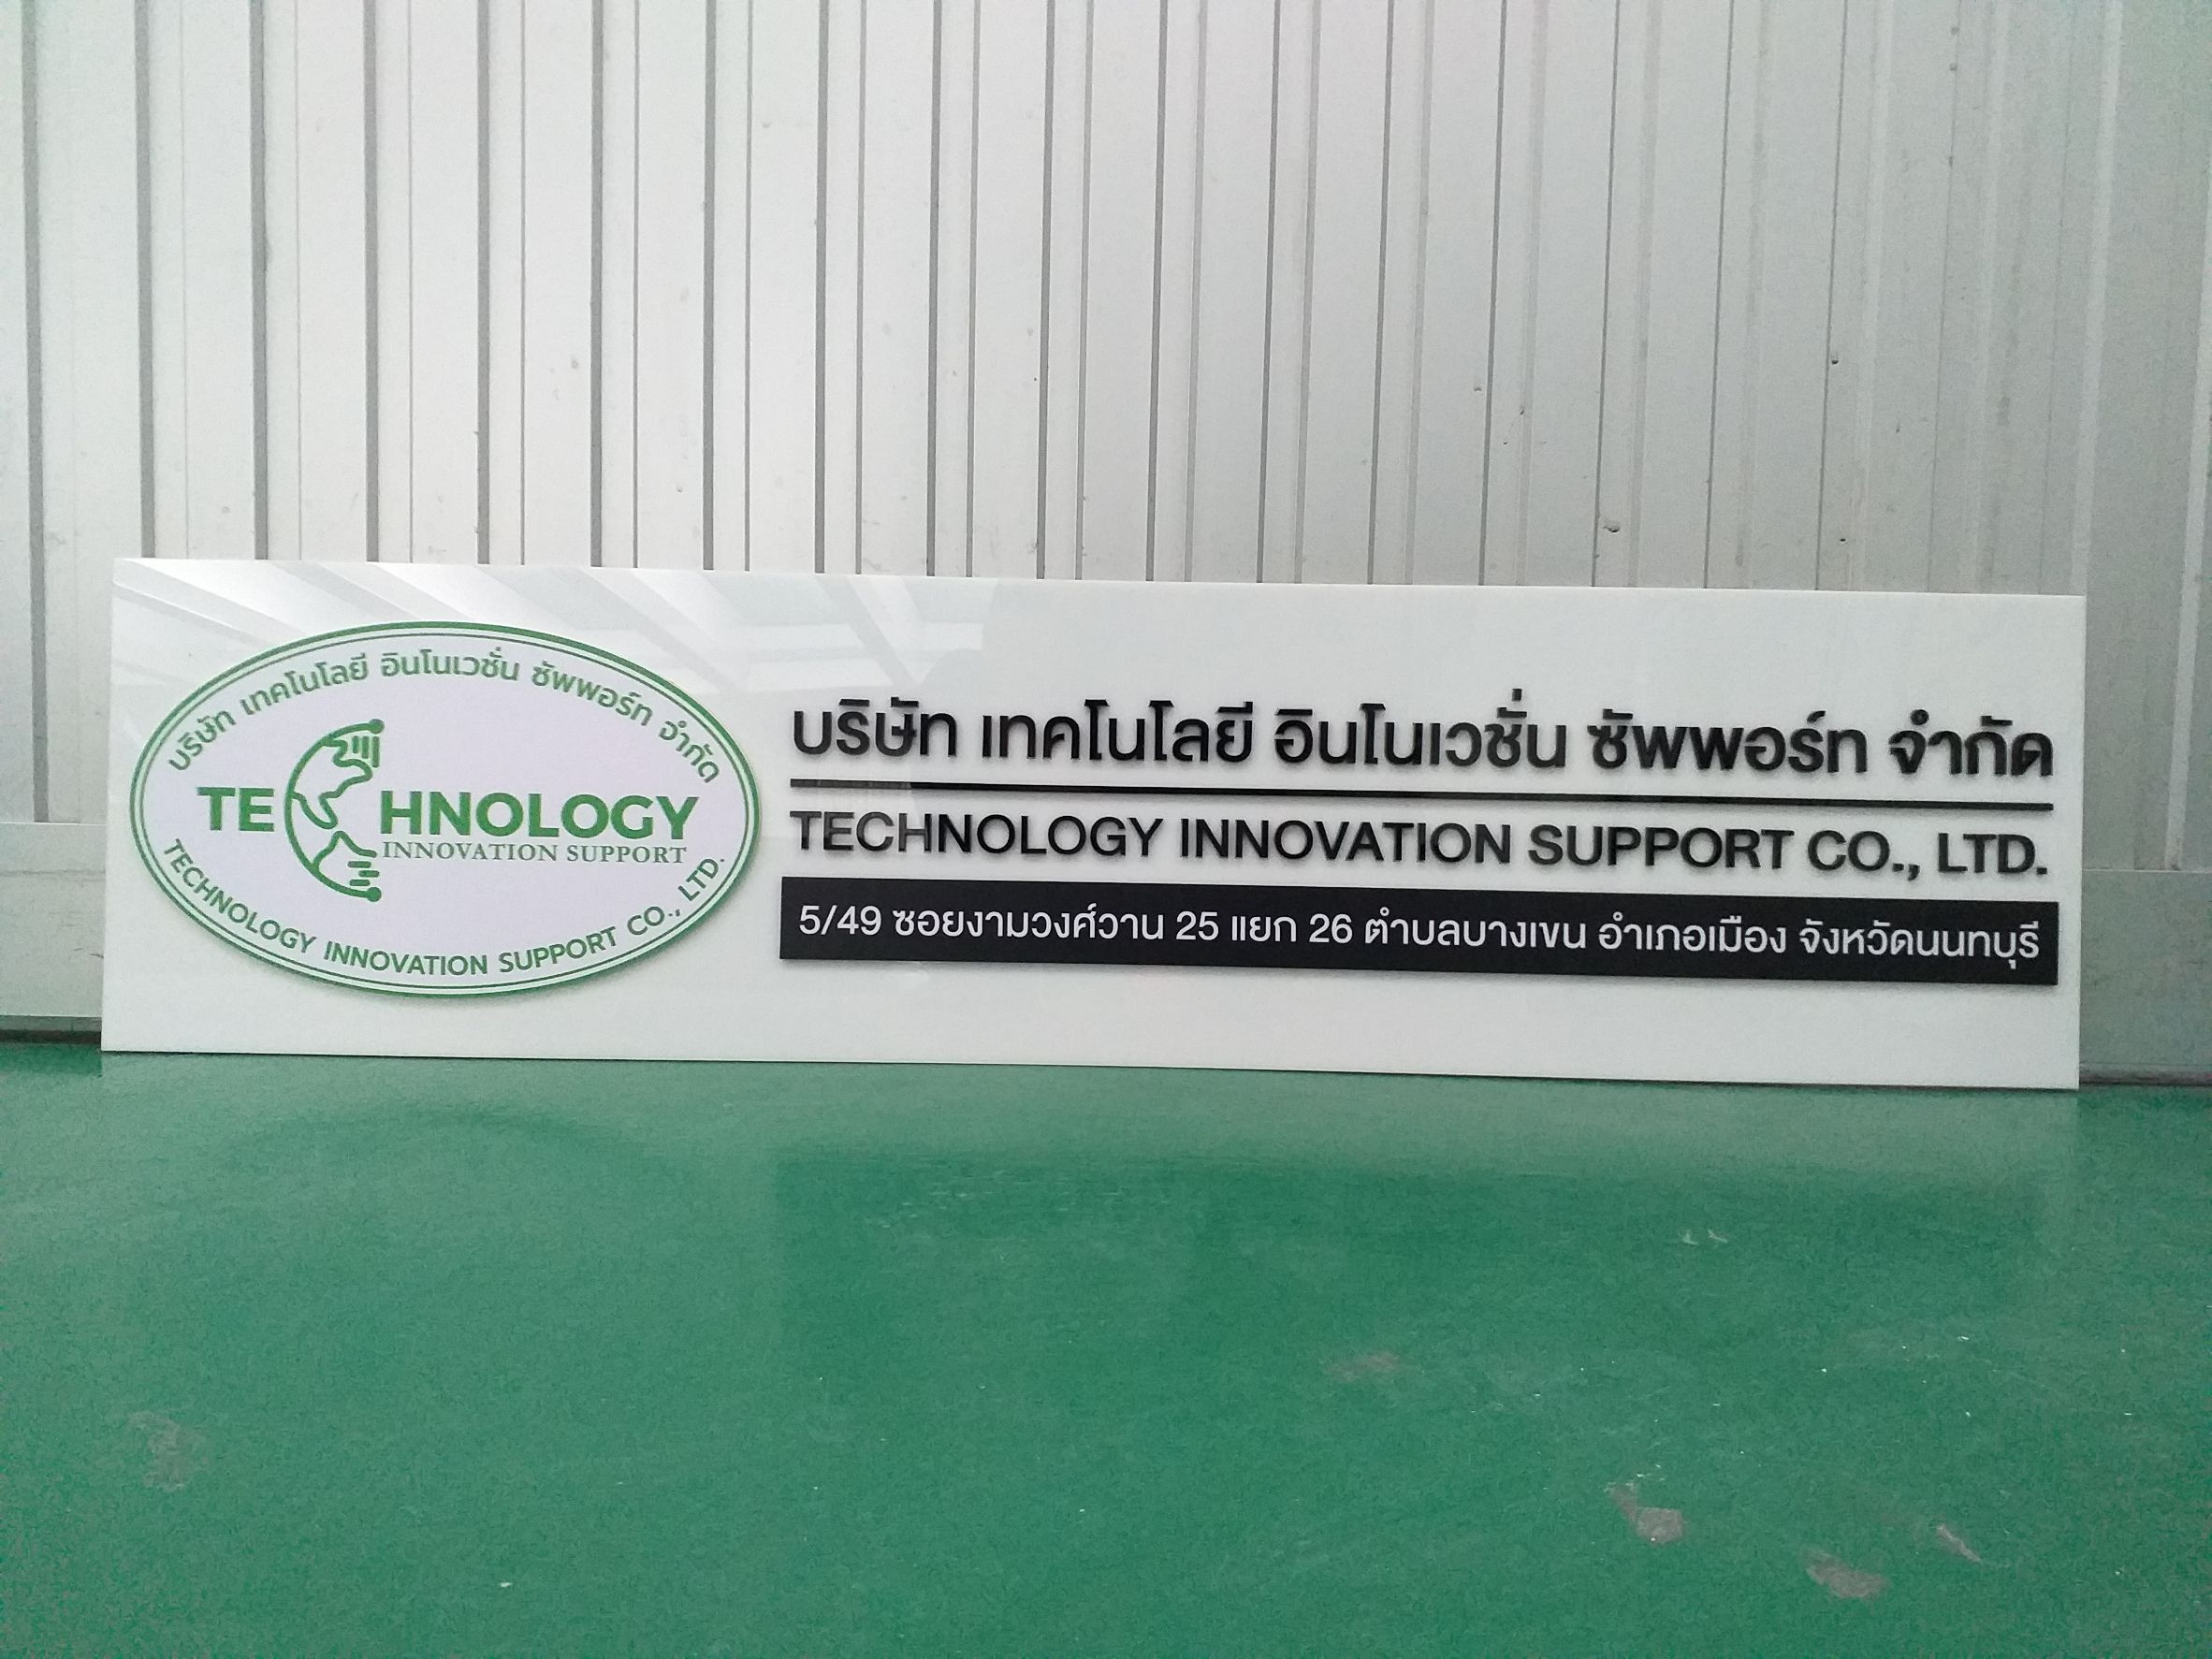 บริษัท เทคโนโลยี อินโนเวชั่น ซัพพอร์ท จำกัด
TECHNOLOGY
INNOVATION SUPPORT
TECHNOLOGY INNOVATION SUPPORT CO., LTD.
บริษัท เทคโนโลยี อินโนเวชั่น ซัพพอร์ท จำกัด
TECHNOLOGY INNOVATION SUPPORT CO., LTD.
5/49 ซอยงามวงศ์วาน 25 แยก 26 ตำบลบางเขน อำเภอเมือง จังหวัดนนทบุรี